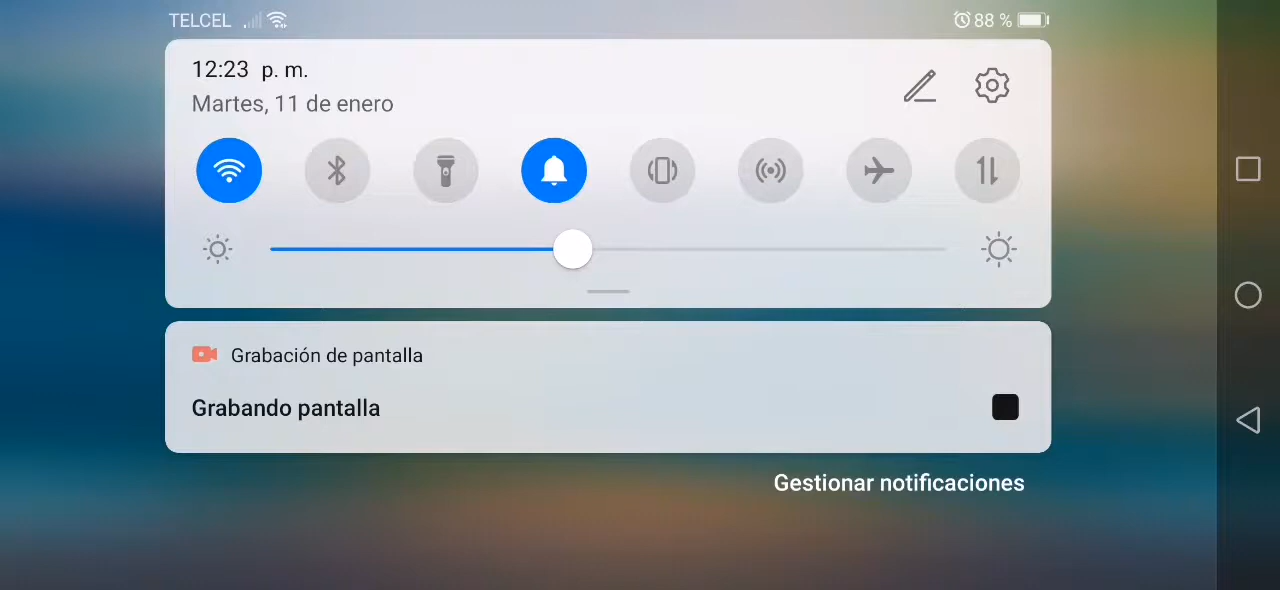 TELCEL
88 %
12:23 p. m.
Martes, 11 de enero
Grabación de pantalla
Grabando pantalla
Gestionar notificaciones